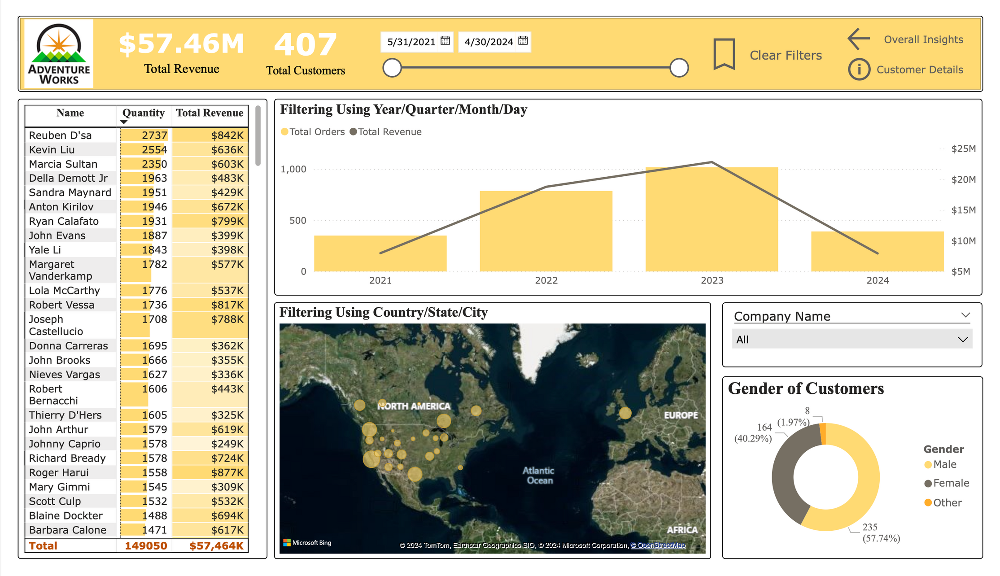 ADVENTURE
WORKS
$57.46M
Total Revenue
407
Total Customers
5/31/2021
4/30/2024
Clear Filters
Overall Insights
Customer Details
Name Quantity Total Revenue
Reuben D'sa 2737 $842K
Kevin Liu 2554 $636K
Marcia Sultan 2350 $603K
Della Demott Jr 1963 $483K
Sandra Maynard 1951 $429K
Anton Kirilov 1946 $672K
Ryan Calafato 1931 $799K
John Evans 1887 $399K
Yale Li 1843 $398K
Margaret 1782 $577K
Vanderkamp
Lola McCarthy 1776 $537K
Robert Vessa 1736 $817K
Joseph 1708 $788K
Castellucio
Donna Carreras 1695 $362K
John Brooks 1666 $355K
Nieves Vargas 1627 $336K
Robert 1606 $443K
Bernacchi
Thierry D'Hers 1605 $325K
John Arthur 1579 $619K
Johnny Caprio 1578 $249K
Richard Bready 1578 $724K
Roger Harui 1558 $877K
Mary Gimmi 1545 $309K
Scott Culp 1532 $532K
Blaine Dockter 1488 $694K
Barbara Calone 1471 $617K
Total 149050 $57,464K
Filtering Using Year/Quarter/Month/Day
Total Orders Total Revenue
1,000
500
0
$25M
$20M
$15M
$10M
$5M
2021 2022 2023 2024
Filtering Using Country/State/City
NORTH AMERICA
EUROPE
Atlantic
Ocean
AFRICA
Microsoft Bing
© 2024 TomTom, Earthstar Geographics SIO, © 2024 Microsoft Corporation, © OpenStreetMap
Company Name
All
Gender of Customers
8
(1.97%)
164
(40.29%)
235
(57.74%)
Gender
Male
Female
Other